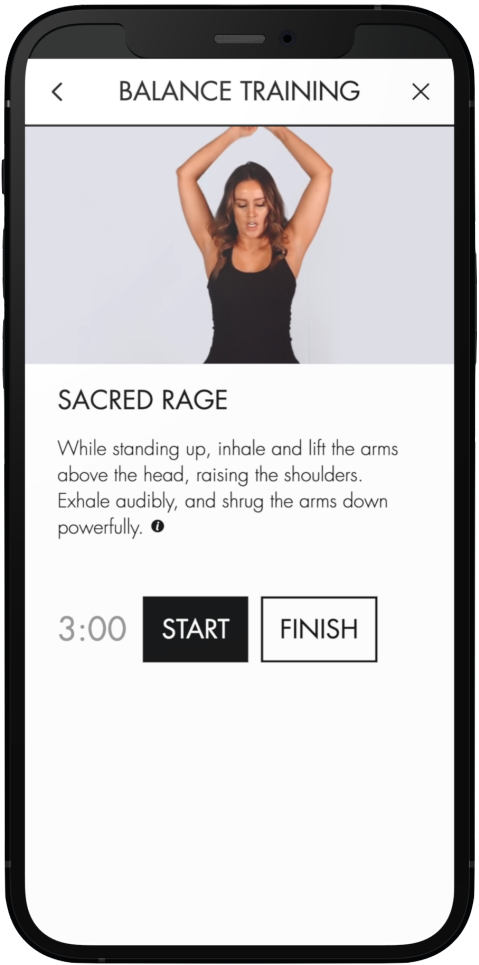 BALANCE TRAINING
SACRED RAGE
While standing up, inhale and lift the arms
above the head, raising the shoulders.
Exhale audibly, and shrug the arms down
powerfully. i
3:00 START FINISH